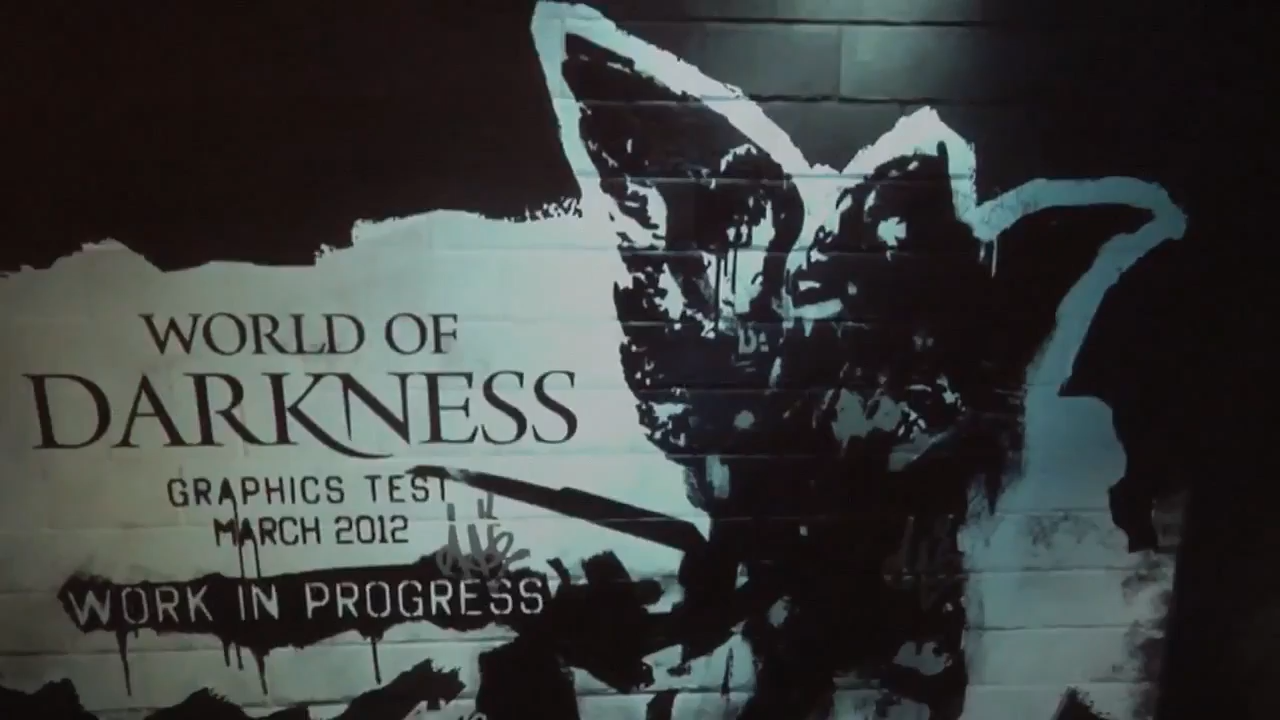 WORLD OF
DARKNESS
GRAPHICS TEST
MARCH 2012
WORK IN PROGRESS